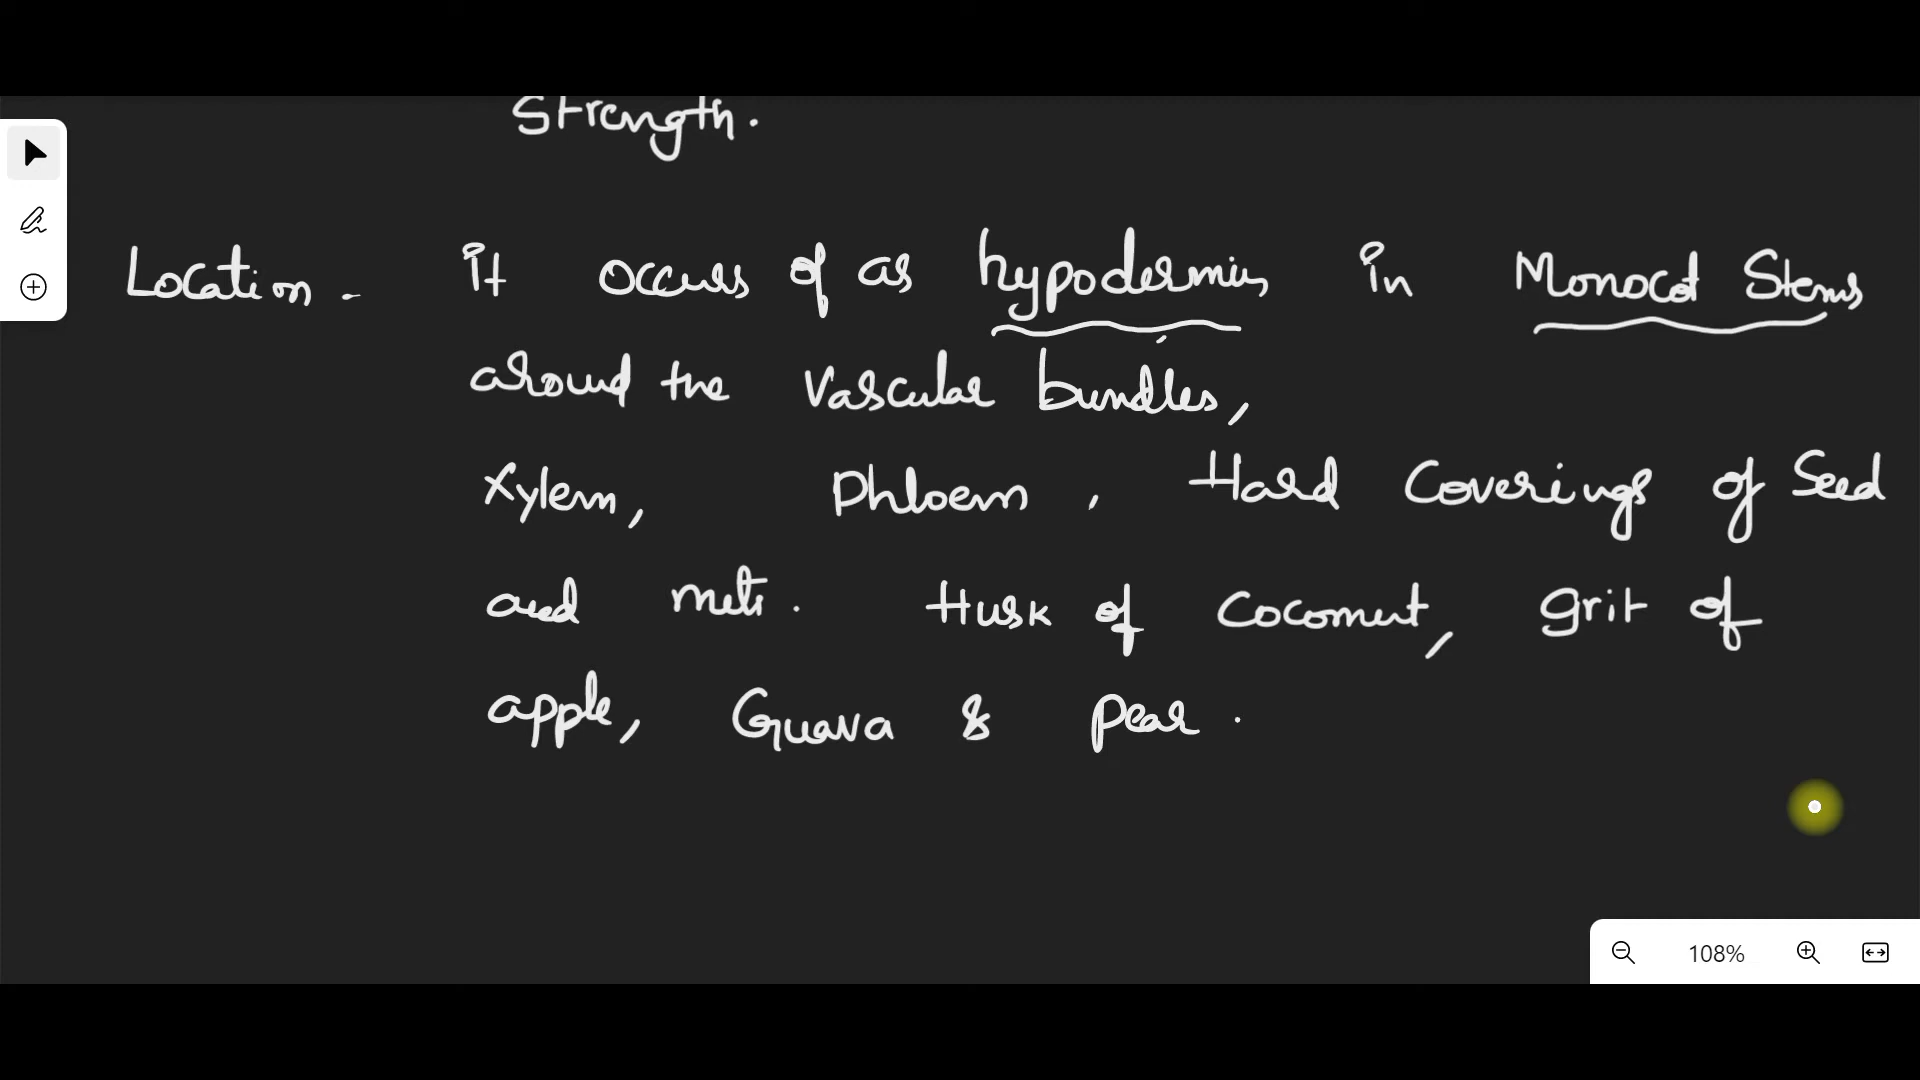 Strength.
Location - it occurs of as hypodermis in Monocot Stems
around the Vascular bundles,
Xylem, Phloem, Hard Coverings of Seed
and nuts. Husk of Coconut, grit of
apple, Guava & pear.
108%